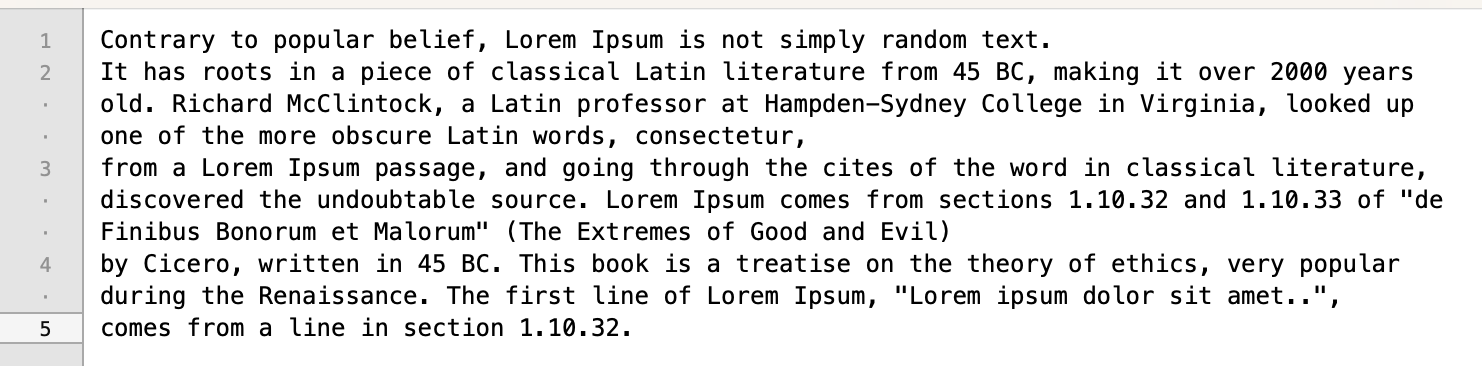 1 Contrary to popular belief, Lorem Ipsum is not simply random text.
2 It has roots in a piece of classical Latin literature from 45 BC, making it over 2000 years
· old. Richard McClintock, a Latin professor at Hampden–Sydney College in Virginia, looked up
· one of the more obscure Latin words, consectetur,
3 from a Lorem Ipsum passage, and going through the cites of the word in classical literature,
· discovered the undoubtable source. Lorem Ipsum comes from sections 1.10.32 and 1.10.33 of "de
· Finibus Bonorum et Malorum" (The Extremes of Good and Evil)
4 by Cicero, written in 45 BC. This book is a treatise on the theory of ethics, very popular
· during the Renaissance. The first line of Lorem Ipsum, "Lorem ipsum dolor sit amet..",
5 comes from a line in section 1.10.32.